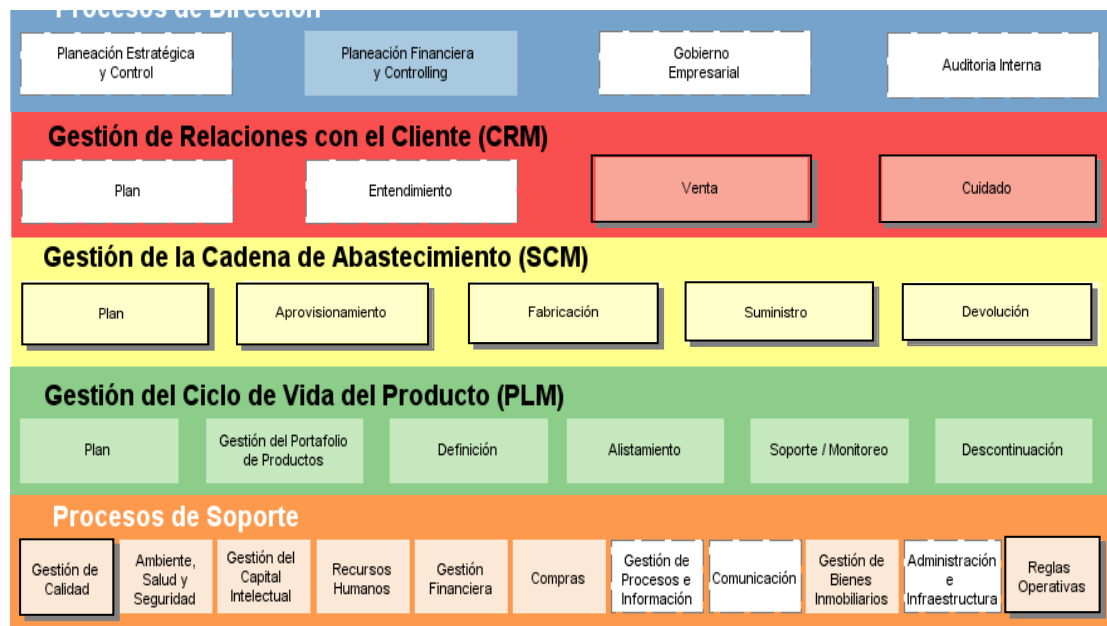 Procesos de Dirección
Planeación Estratégica
y Control
Planeación Financiera
y Controlling
Gobierno
Empresarial
Auditoria Interna
Gestión de Relaciones con el Cliente (CRM)
Plan
Entendimiento
Venta
Cuidado
Gestión de la Cadena de Abastecimiento (SCM)
Plan
Aprovisionamiento
Fabricación
Suministro
Devolución
Gestión del Ciclo de Vida del Producto (PLM)
Plan
Gestión del Portafolio
de Productos
Definición
Alistamiento
Soporte / Monitoreo
Descontinuación
Procesos de Soporte
Gestión de
Calidad
Ambiente,
Salud y
Seguridad
Gestión del
Capital
Intelectual
Recursos
Humanos
Gestión
Financiera
Compras
Gestión de
Procesos e
Información
Comunicación
Gestión de
Bienes
Inmobiliarios
Administración
e
Infraestructura
Reglas
Operativas